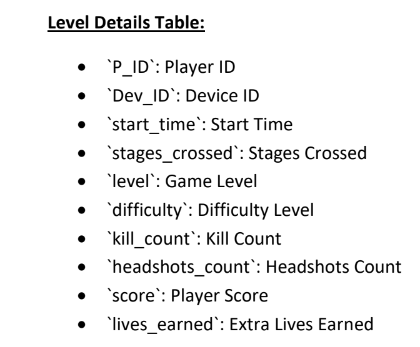 Level Details Table:
• `P_ID`: Player ID
• `Dev_ID`: Device ID
• `start_time`: Start Time
• `stages_crossed`: Stages Crossed
• `level`: Game Level
• `difficulty`: Difficulty Level
• `kill_count`: Kill Count
• `headshots_count`: Headshots Count
• `score`: Player Score
• `lives_earned`: Extra Lives Earned